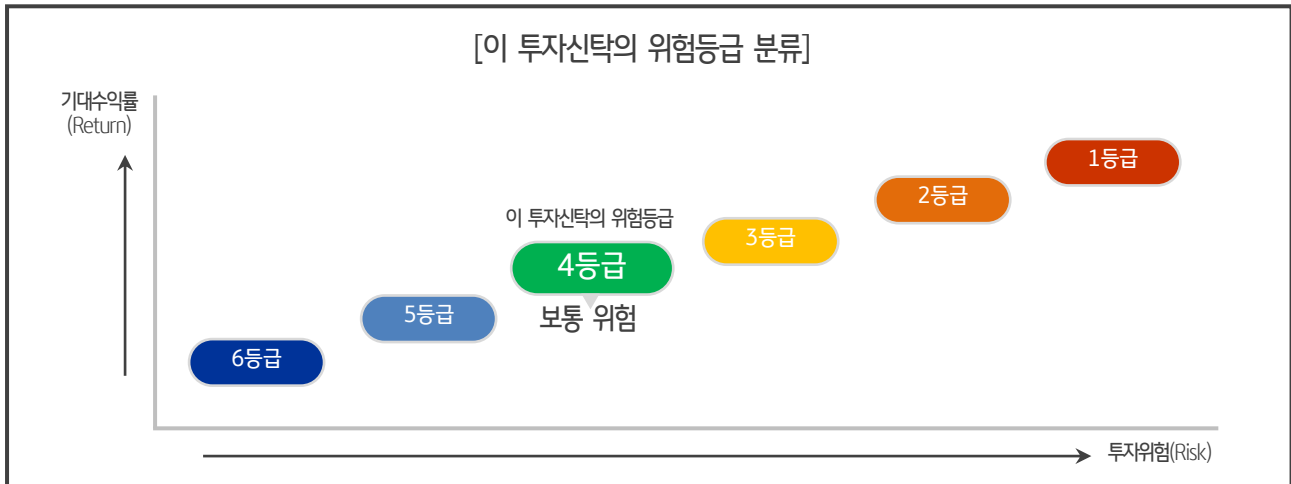 [이 투자신탁의 위험등급 분류]
기대수익률
(Return)
1등급
2등급
이 투자신탁의 위험등급
3등급
4등급
5등급
보통 위험
6등급
투자위험(Risk)